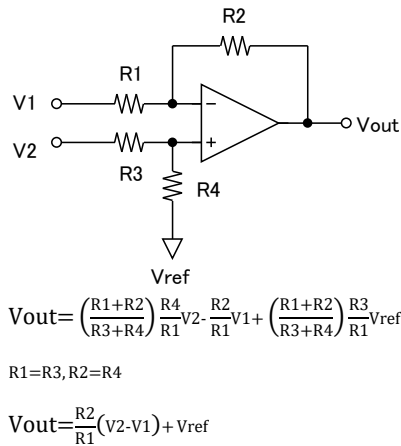 R2
R1
V1
−
Vout
V2
+
R3
R4
Vref
Vout=(R1+R2/R3+R4)R4/R1V2-R2/R1V1+(R1+R2/R3+R4)R3/R1Vref
R1=R3,R2=R4
Vout=R2/R1(V2-V1)+Vref